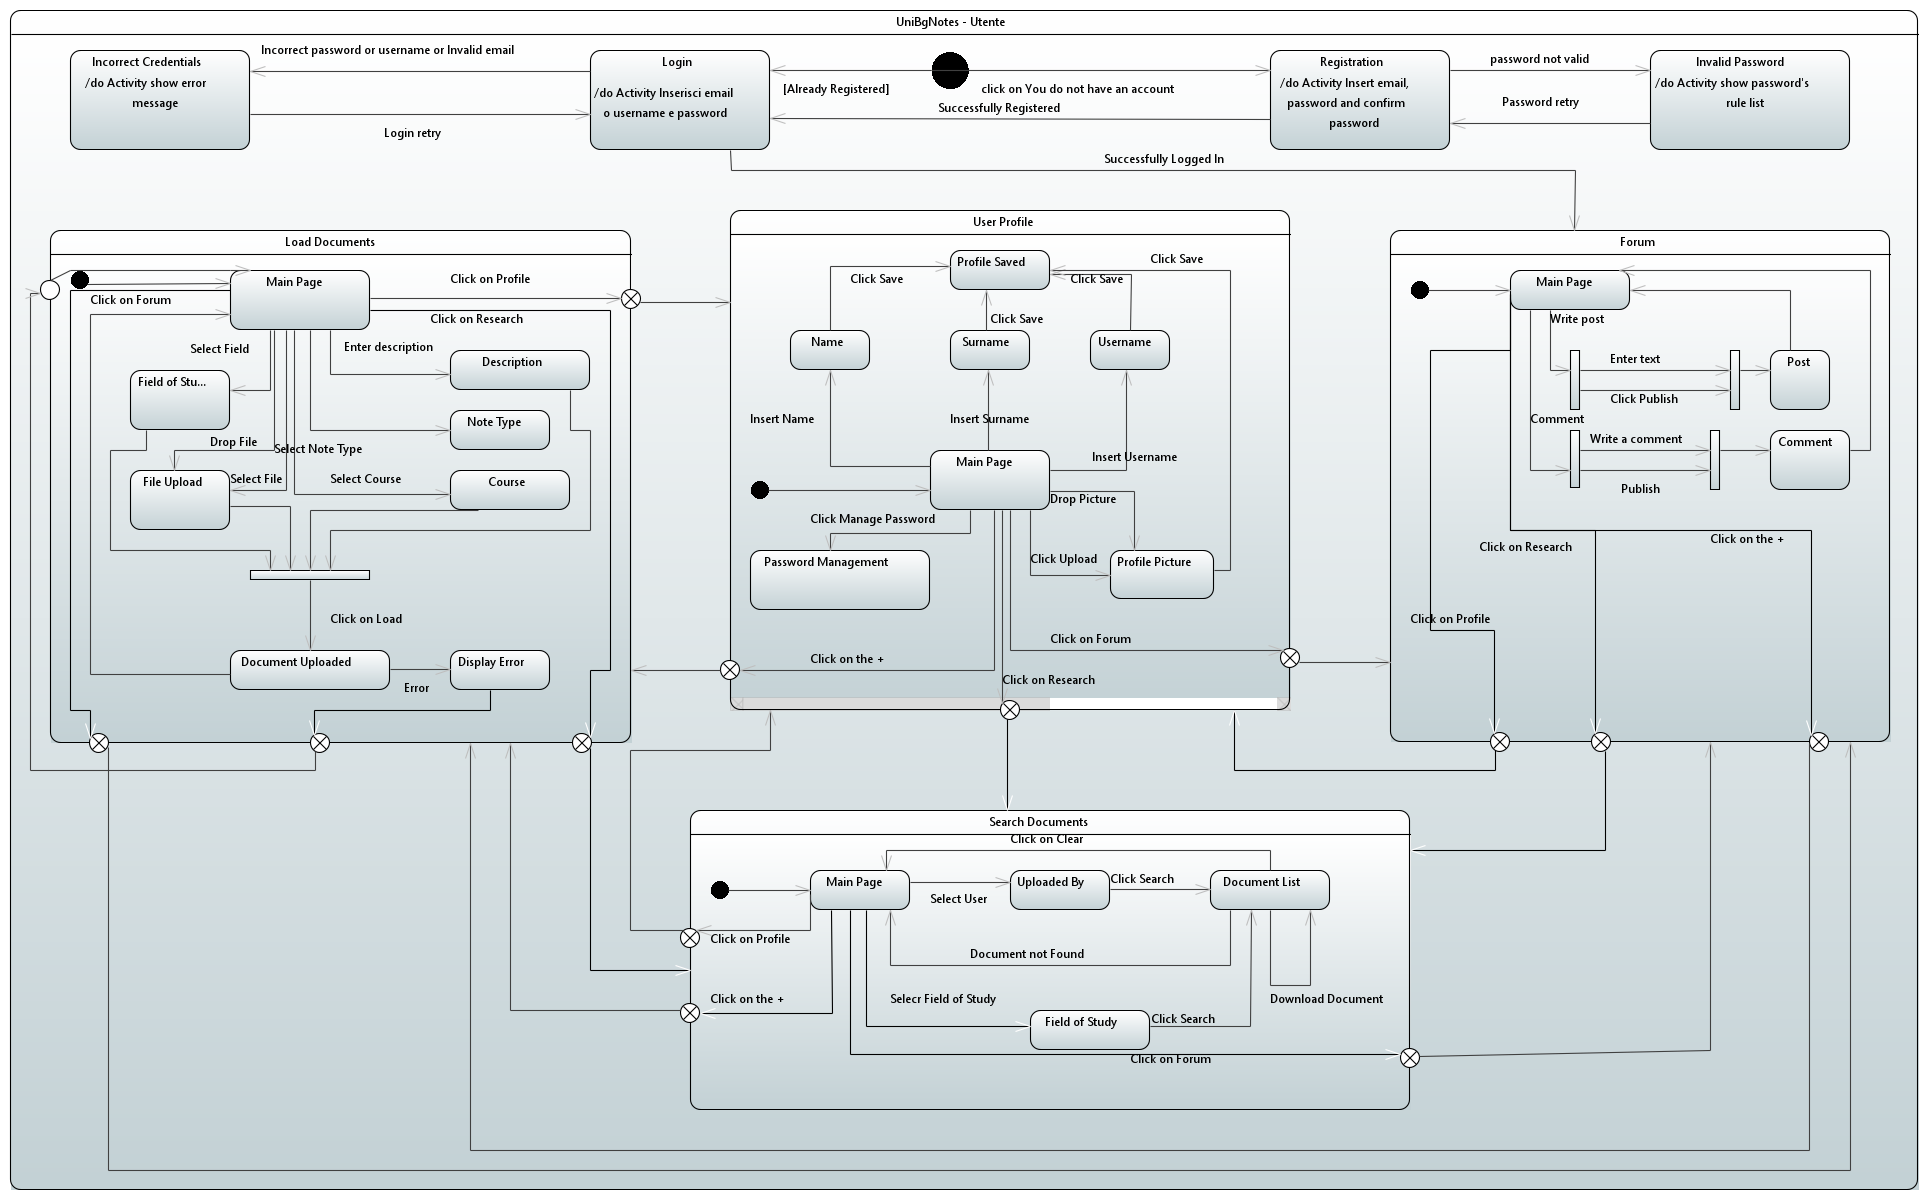 UniBgNotes - Utente
Incorrect Credentials
/do Activity show error
message
Incorrect password or username or Invalid email
Login retry
Login
/do Activity Inserisci email
o username e password
[Already Registered]
click on You do not have an account
Successfully Registered
Registration
/do Activity Insert email,
password and confirm
password
password not valid
Password retry
Invalid Password
/do Activity show password's
rule list
Successfully Logged In
Load Documents
Main Page
Click on Profile
Click on Forum
Click on Research
Select Field
Enter description
Description
Field of Stu...
Note Type
Drop File
Select Note Type
File Upload
Select File
Select Course
Course
Click on Load
Document Uploaded
Error
Display Error
User Profile
Profile Saved
Click Save
Click Save
Click Save
Click Save
Name
Surname
Username
Insert Name
Insert Surname
Insert Username
Main Page
Drop Picture
Click Manage Password
Password Management
Click Upload
Profile Picture
Click on Forum
Click on the +
Click on Research
Forum
Main Page
Write post
Enter text
Click Publish
Post
Comment
Write a comment
Publish
Comment
Click on Research
Click on the +
Click on Profile
Search Documents
Click on Clear
Main Page
Select User
Uploaded By
Click Search
Document List
Click on Profile
Document not Found
Click on the +
Selecr Field of Study
Download Document
Field of Study
Click Search
Click on Forum